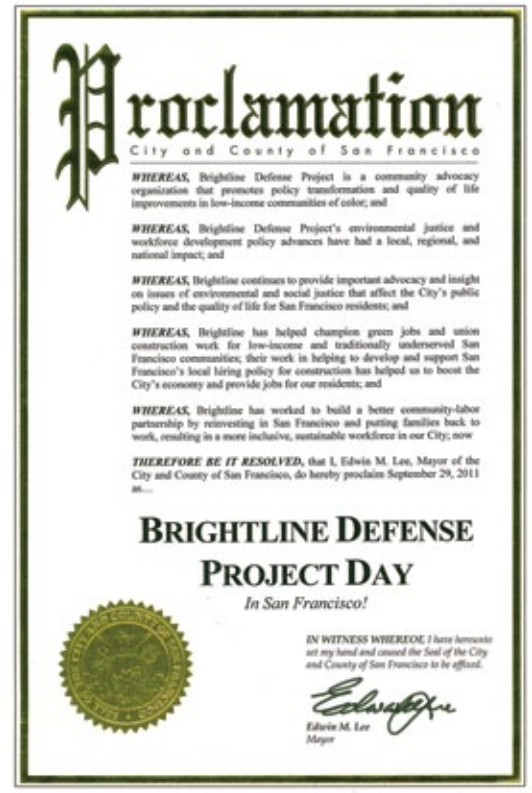 Proclamation
City and County of San Francisco
WHEREAS, Brightline Defense Project is a community advocacy
organization that promotes policy transformation and quality of life
improvements in low-income communities of color; and
WHEREAS, Brightline Defense Project's environmental justice and
workforce development policy advances have had a local, regional, and
national impact; and
WHEREAS, Brightline continues to provide important advocacy and insight
on issues of environmental and social justice that affect the City's public
policy and the quality of life for San Francisco residents; and
WHEREAS, Brightline has helped champion green jobs and union
construction work for low-income and traditionally underserved San
Francisco communities; their work in helping to develop and support San
Francisco's local hiring policy for construction has helped us to boost the
City's economy and provide jobs for our residents; and
WHEREAS, Brightline has worked to build a better community-labor
partnership by reinvesting in San Francisco and putting families back to
work, resulting in a more inclusive, sustainable workforce in our City; now
THEREFORE BE IT RESOLVED, that I, Edwin M. Lee, Mayor of the
City and County of San Francisco, do hereby proclaim September 29, 2011
as...
BRIGHTLINE DEFENSE
PROJECT DAY
In San Francisco!
IN WITNESS WHEREOF, I have hereunto
set my hand and caused the Seal of the City
and County of San Francisco to be affixed.
Edwin M. Lee
Mayor